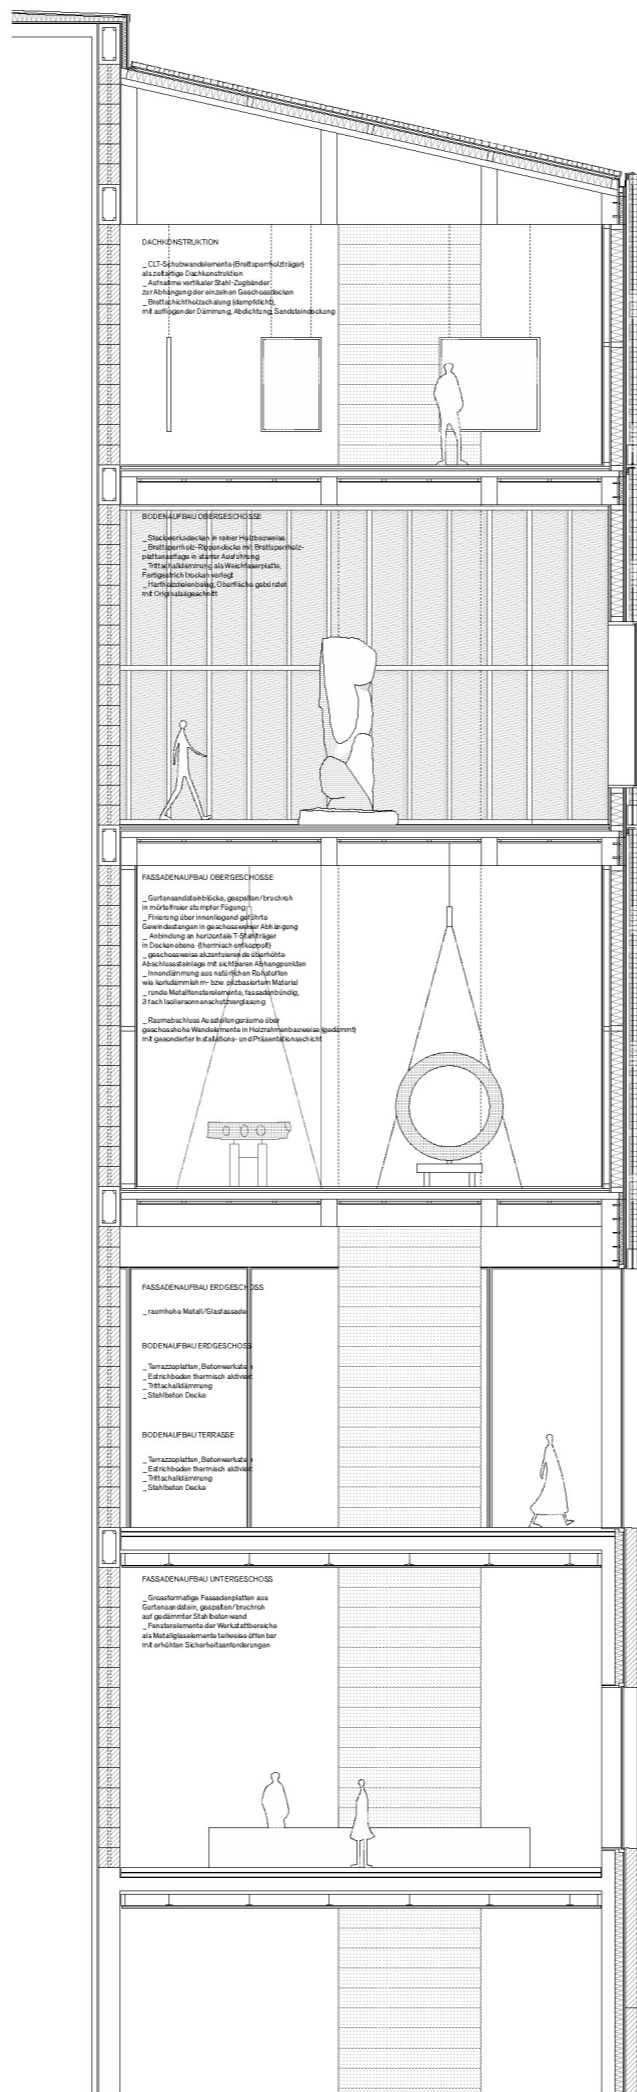 DACHKONSTRUKTION
_ CLT-Schubwandelemente (Brettsperrholzträger)
als zeltartige Dachkonstruktion
_ Aufnahme vertikaler Stahl-Zugbänder
zur Abhängung der einzelnen Geschossdecken
_ Brettschichtholzschalung (dampfdicht),
mit aufliegender Dämmung, Abdichtung, Sandsteindeckung
BODENAUFBAU OBERGESCHOSSE
_ Stockwerksdecken in reiner Holzbauweise
_ Brettsperrholz-Rippendecke mit Brettsperrholz-
plattenauflage in starrer Ausführung
_ Trittschalldämmung als Weichfaserplatte,
Fertigestrich trocken verlegt
_ Hartholzdielenbelag, Oberfläche gebürstet
mit Originalsägeschnitt
FASSADENAUFBAU OBERGESCHOSSE
_ Gurtensandsteinblöcke, gespalten/bruchroh
in mörtelfreier stumpfer Fügung
_ Fixierung über innenliegend geführte
Gewindestangen in geschossweiser Abhängung
_ Anbindung an horizontale T-Stahlträger
in Deckenebene (thermisch entkoppelt)
_ geschossweise akzentuierende überhöhte
Abschlusssteinlage mit sichtbaren Abhangpunkten
_ Innendämmung aus natürlichen Rohstoffen
wie korkdämmlehm- bzw. pilzbasiertem Material
_ runde Metallfensterelemente, fassadenbündig,
3 fach Isoliersonnenschutzverglasung
_ Raumabschluss Ausstellungsräume über
geschosshohe Wandelemente in Holzrahmenbauweise (gedämmt)
mit gesonderter Installations- und Präsentationsschicht
FASSADENAUFBAU ERDGESCHOSS
_ raumhohe Metall/Glasfassade
BODENAUFBAU ERDGESCHOSS
_ Terrazzoplatten, Betonwerkstein
_ Estrichboden thermisch aktiviert
_ Trittschalldämmung
_ Stahlbeton Decke
BODENAUFBAU TERRASSE
_ Terrazzoplatten, Betonwerkstein
_ Estrichboden thermisch aktiviert
_ Trittschalldämmung
_ Stahlbeton Decke
FASSADENAUFBAU UNTERGESCHOSS
_ Grossformatige Fassadenplatten aus
Gurtensandstein, gespalten/bruchroh
auf gedämmter Stahlbetonwand
_ Fensterelemente der Werkstattbereiche
als Metallglaselemente teilweise öffenbar
mit erhöhten Sicherheitsanforderungen